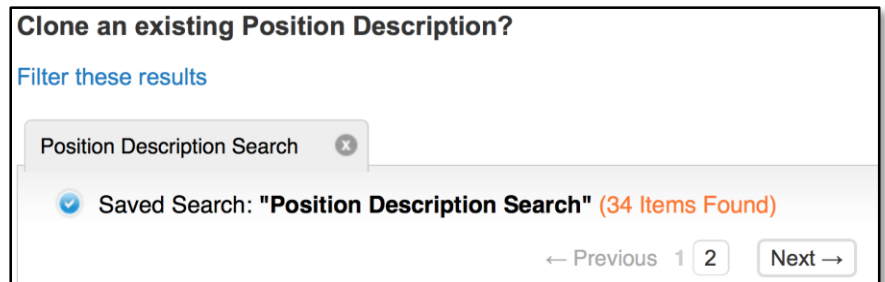 Clone an existing Position Description?
Filter these results
Position Description Search
Saved Search: "Position Description Search" (34 Items Found)
← Previous 1 2 Next →